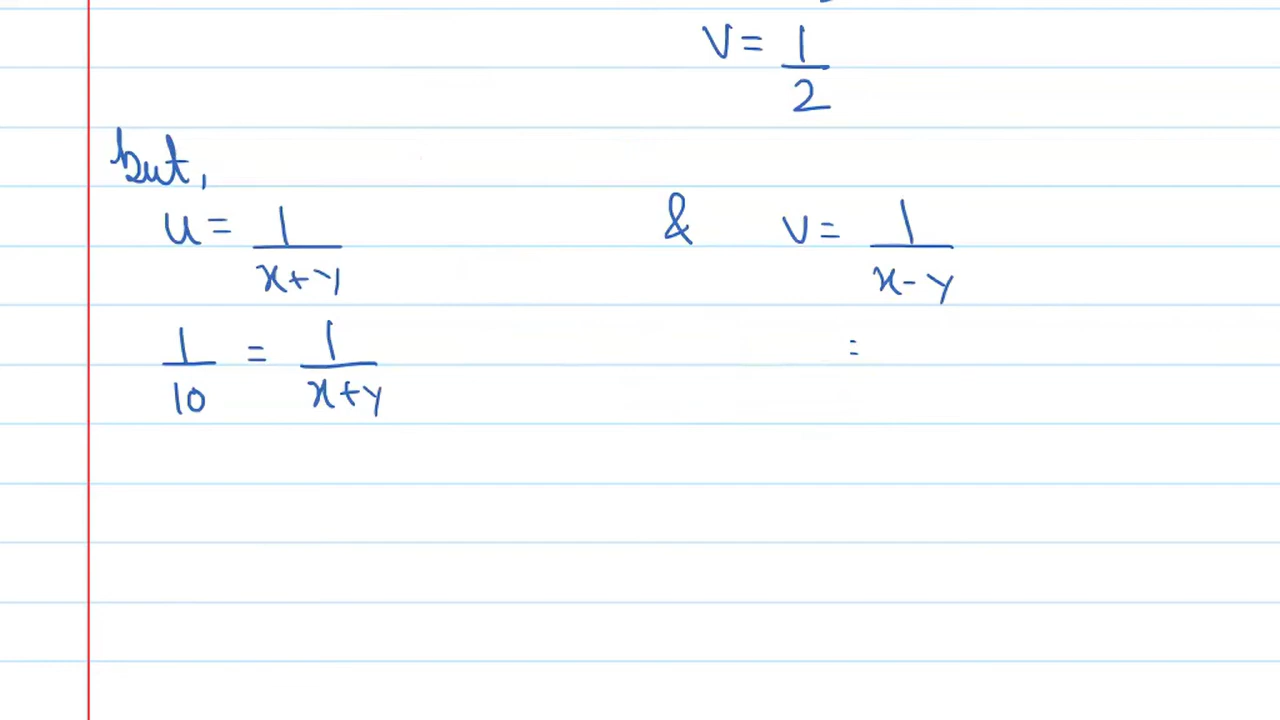 V = 1/2
but,
u = 1/(x+y) & v = 1/(x-y)
1/10 = 1/(x+y) =